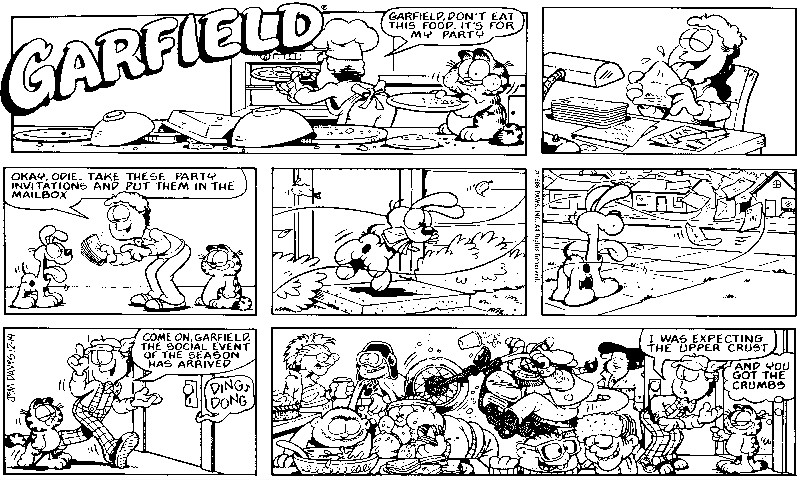 GARFIELD
GARFIELD, DON'T EAT
THIS FOOD. IT'S FOR
MY PARTY
OKAY, ODIE. TAKE THESE PARTY
INVITATIONS AND PUT THEM IN THE
MAILBOX
JIM DAVIS
COME ON, GARFIELD.
THE SOCIAL EVENT
OF THE SEASON
HAS ARRIVED
DING
DONG
I WAS EXPECTING
THE UPPER CRUST
AND YOU
GOT THE
CRUMBS